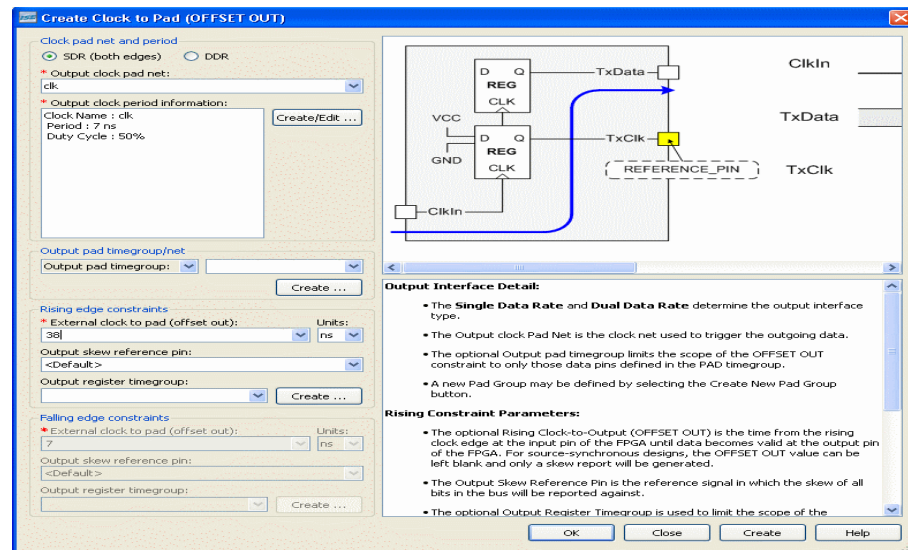 Create Clock to Pad (OFFSET OUT)
Clock pad net and period
SDR (both edges) DDR
* Output clock pad net:
clk
* Output clock period information:
Clock Name : clk
Period : 7 ns
Duty Cycle : 50%
Create/Edit ...
Output pad timegroup/net
Output pad timegroup:
Create ...
Rising edge constraints
* External clock to pad (offset out): Units:
38 ns
Output skew reference pin:
<Default>
Output register timegroup:
Create ...
Falling edge constraints
* External clock to pad (offset out): Units:
7 ns
Output skew reference pin:
<Default>
Output register timegroup:
Create ...
D Q
REG
CLK
TxData
VCC
GND
D Q
REG
CLK
TxClk
REFERENCE_PIN
ClkIn
ClkIn
TxData
TxClk
Output Interface Detail:
• The Single Data Rate and Dual Data Rate determine the output interface
type.
• The Output clock Pad Net is the clock net used to trigger the outgoing data.
• The optional Output pad timegroup limits the scope of the OFFSET OUT
constraint to only those data pins defined in the PAD timegroup.
• A new Pad Group may be defined by selecting the Create New Pad Group
button.
Rising Constraint Parameters:
• The optional Rising Clock-to-Output (OFFSET OUT) is the time from the rising
clock edge at the input pin of the FPGA until data becomes valid at the output pin
of the FPGA. For source-synchronous designs, the OFFSET OUT value can be
left blank and only a skew report will be generated.
• The Output Skew Reference Pin is the reference signal in which the skew of all
bits in the bus will be reported against.
• The optional Output Register Timegroup is used to limit the scope of the
OK Close Create Help